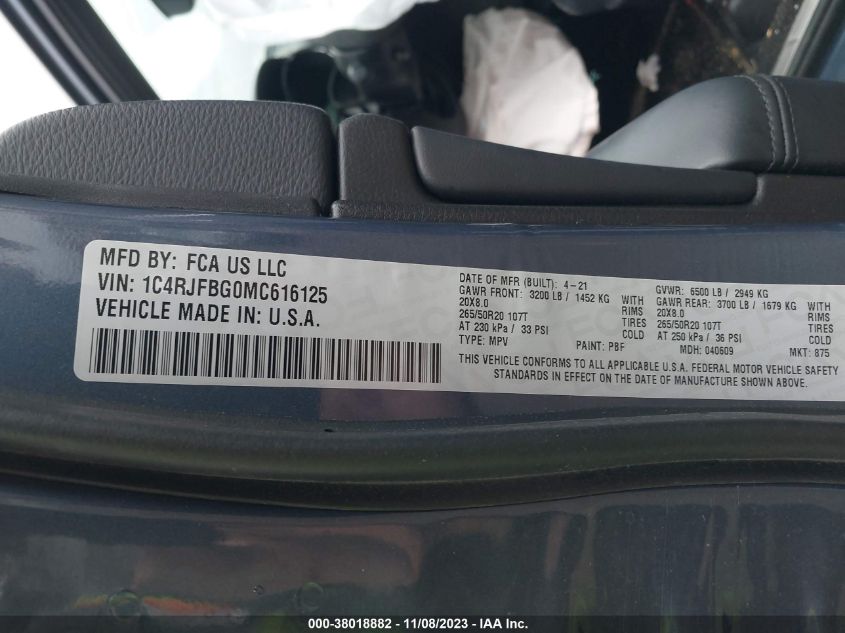 MFD BY: FCA US LLC
VIN: 1C4RJFBG0MC616125
VEHICLE MADE IN: U.S.A.
DATE OF MFR (BUILT): 4-21 GVWR: 6500 LB / 2949 KG
GAWR FRONT: 3200 LB / 1452 KG WITH GAWR REAR: 3700 LB / 1679 KG WITH
20X8.0 RIMS 20X8.0 RIMS
265/50R20 107T TIRES 265/50R20 107T TIRES
AT 230 kPa / 33 PSI COLD AT 250 kPa / 36 PSI COLD
TYPE: MPV PAINT: PBF MDH: 040609 MKT: 875
THIS VEHICLE CONFORMS TO ALL APPLICABLE U.S.A. FEDERAL MOTOR VEHICLE SAFETY
STANDARDS IN EFFECT ON THE DATE OF MANUFACTURE SHOWN ABOVE.
000-38018882 - 11/08/2023 - IAA Inc.